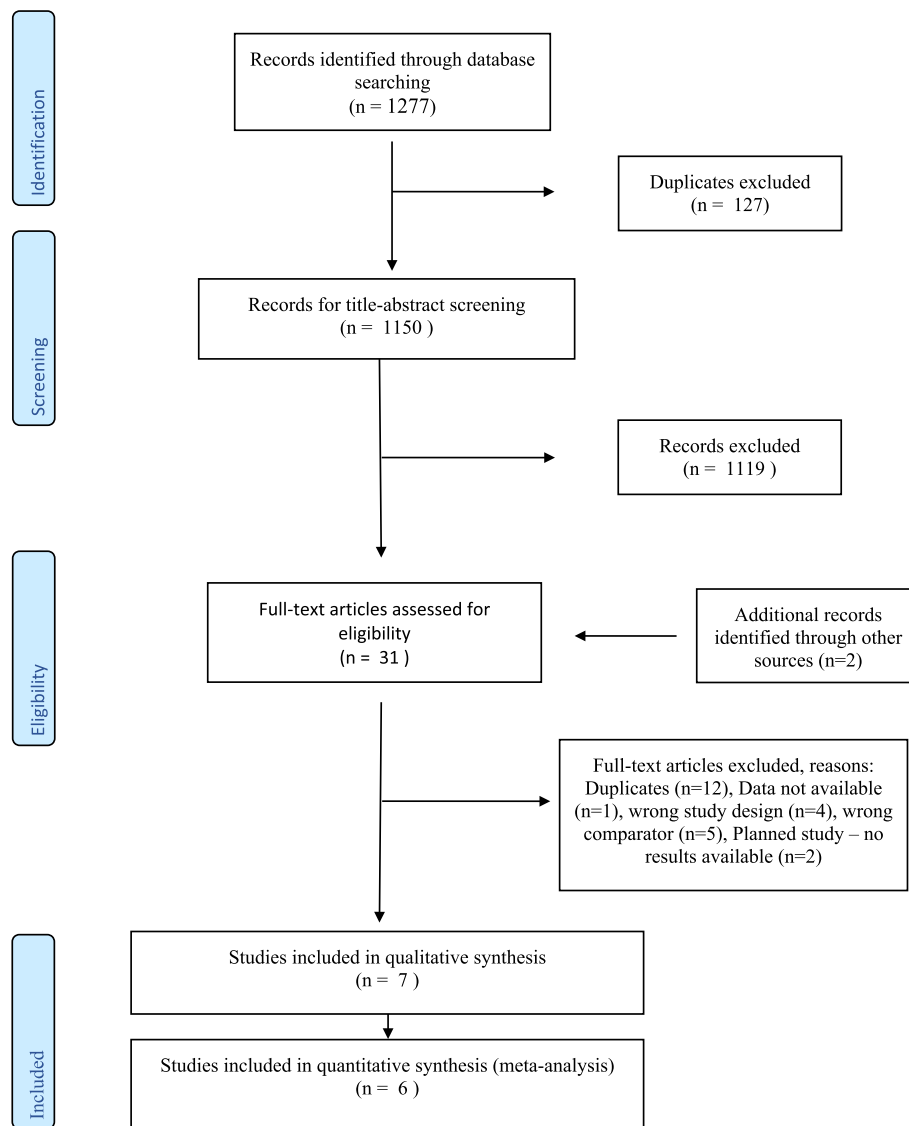 Identification
Records identified through database
searching
(n = 1277)
Duplicates excluded
(n = 127)
Screening
Records for title-abstract screening
(n = 1150 )
Records excluded
(n = 1119 )
Eligibility
Full-text articles assessed for
eligibility
(n = 31 )
Additional records
identified through other
sources (n=2)
Full-text articles excluded, reasons:
Duplicates (n=12), Data not available
(n=1), wrong study design (n=4), wrong
comparator (n=5), Planned study – no
results available (n=2)
Included
Studies included in qualitative synthesis
(n = 7 )
Studies included in quantitative synthesis (meta-analysis)
(n = 6 )